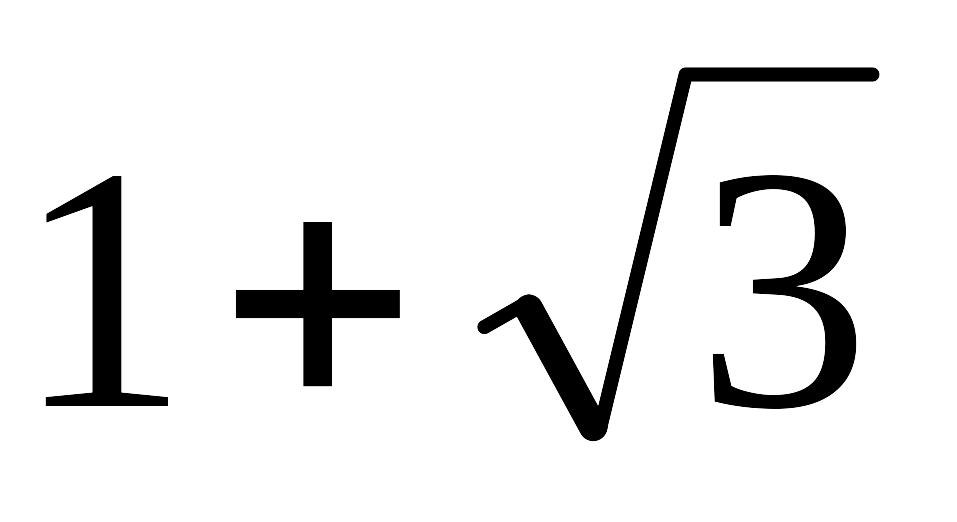 1 + √3